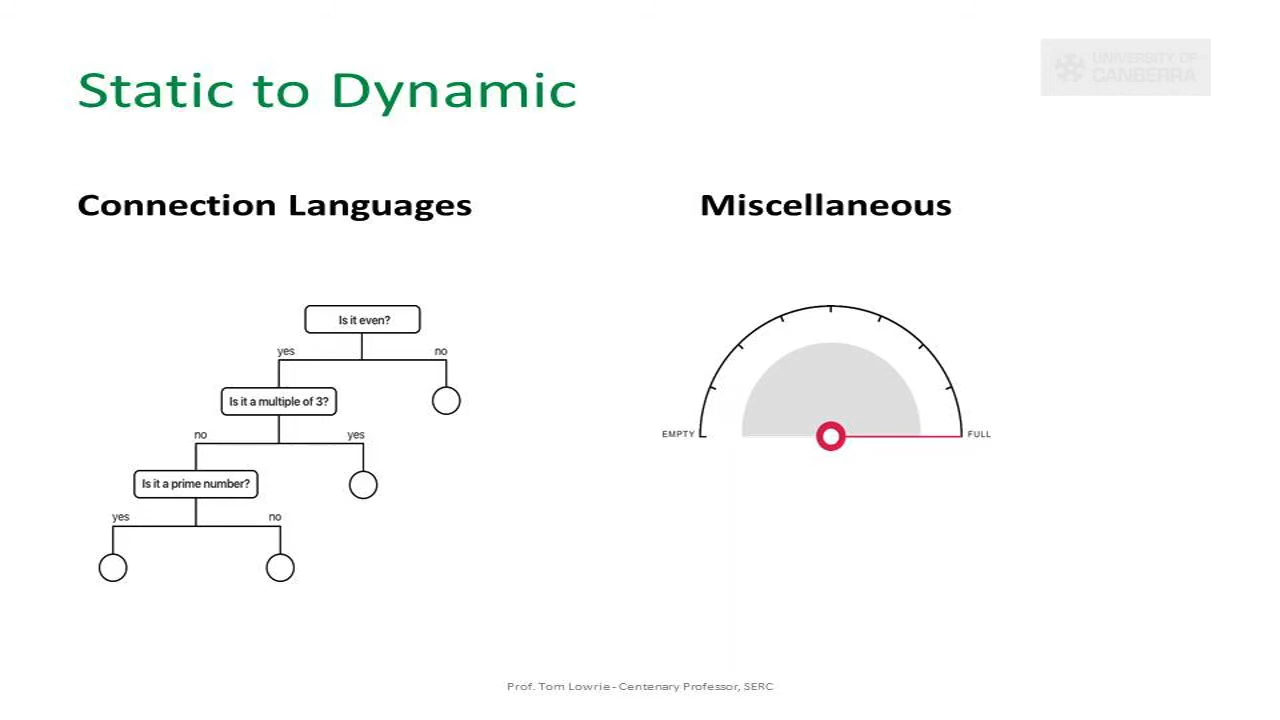 UNIVERSITY OF
CANBERRA
Static to Dynamic
Connection Languages
Miscellaneous
Is it even?
yes
no
Is it a multiple of 3?
no
yes
Is it a prime number?
yes
no
EMPTY
FULL
Prof. Tom Lowrie - Centenary Professor, SERC